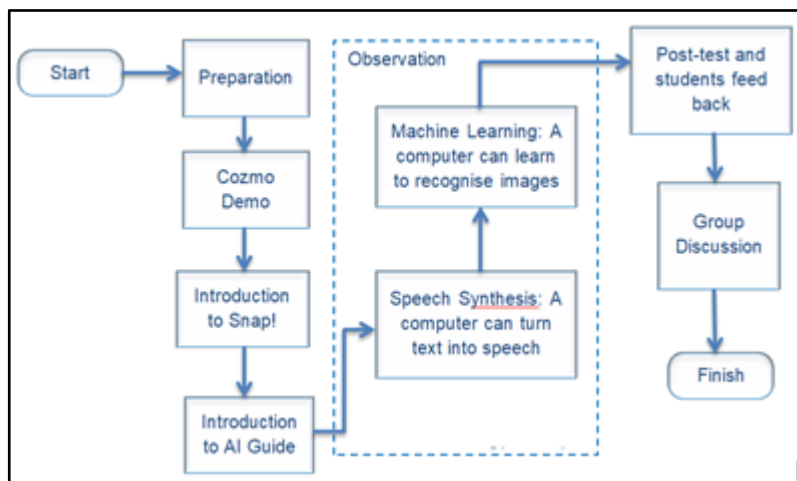 Start
Preparation
Cozmo
Demo
Introduction
to Snap!
Introduction
to AI Guide
Observation
Speech Synthesis: A
computer can turn
text into speech
Machine Learning: A
computer can learn
to recognise images
Post-test and
students feed
back
Group
Discussion
Finish